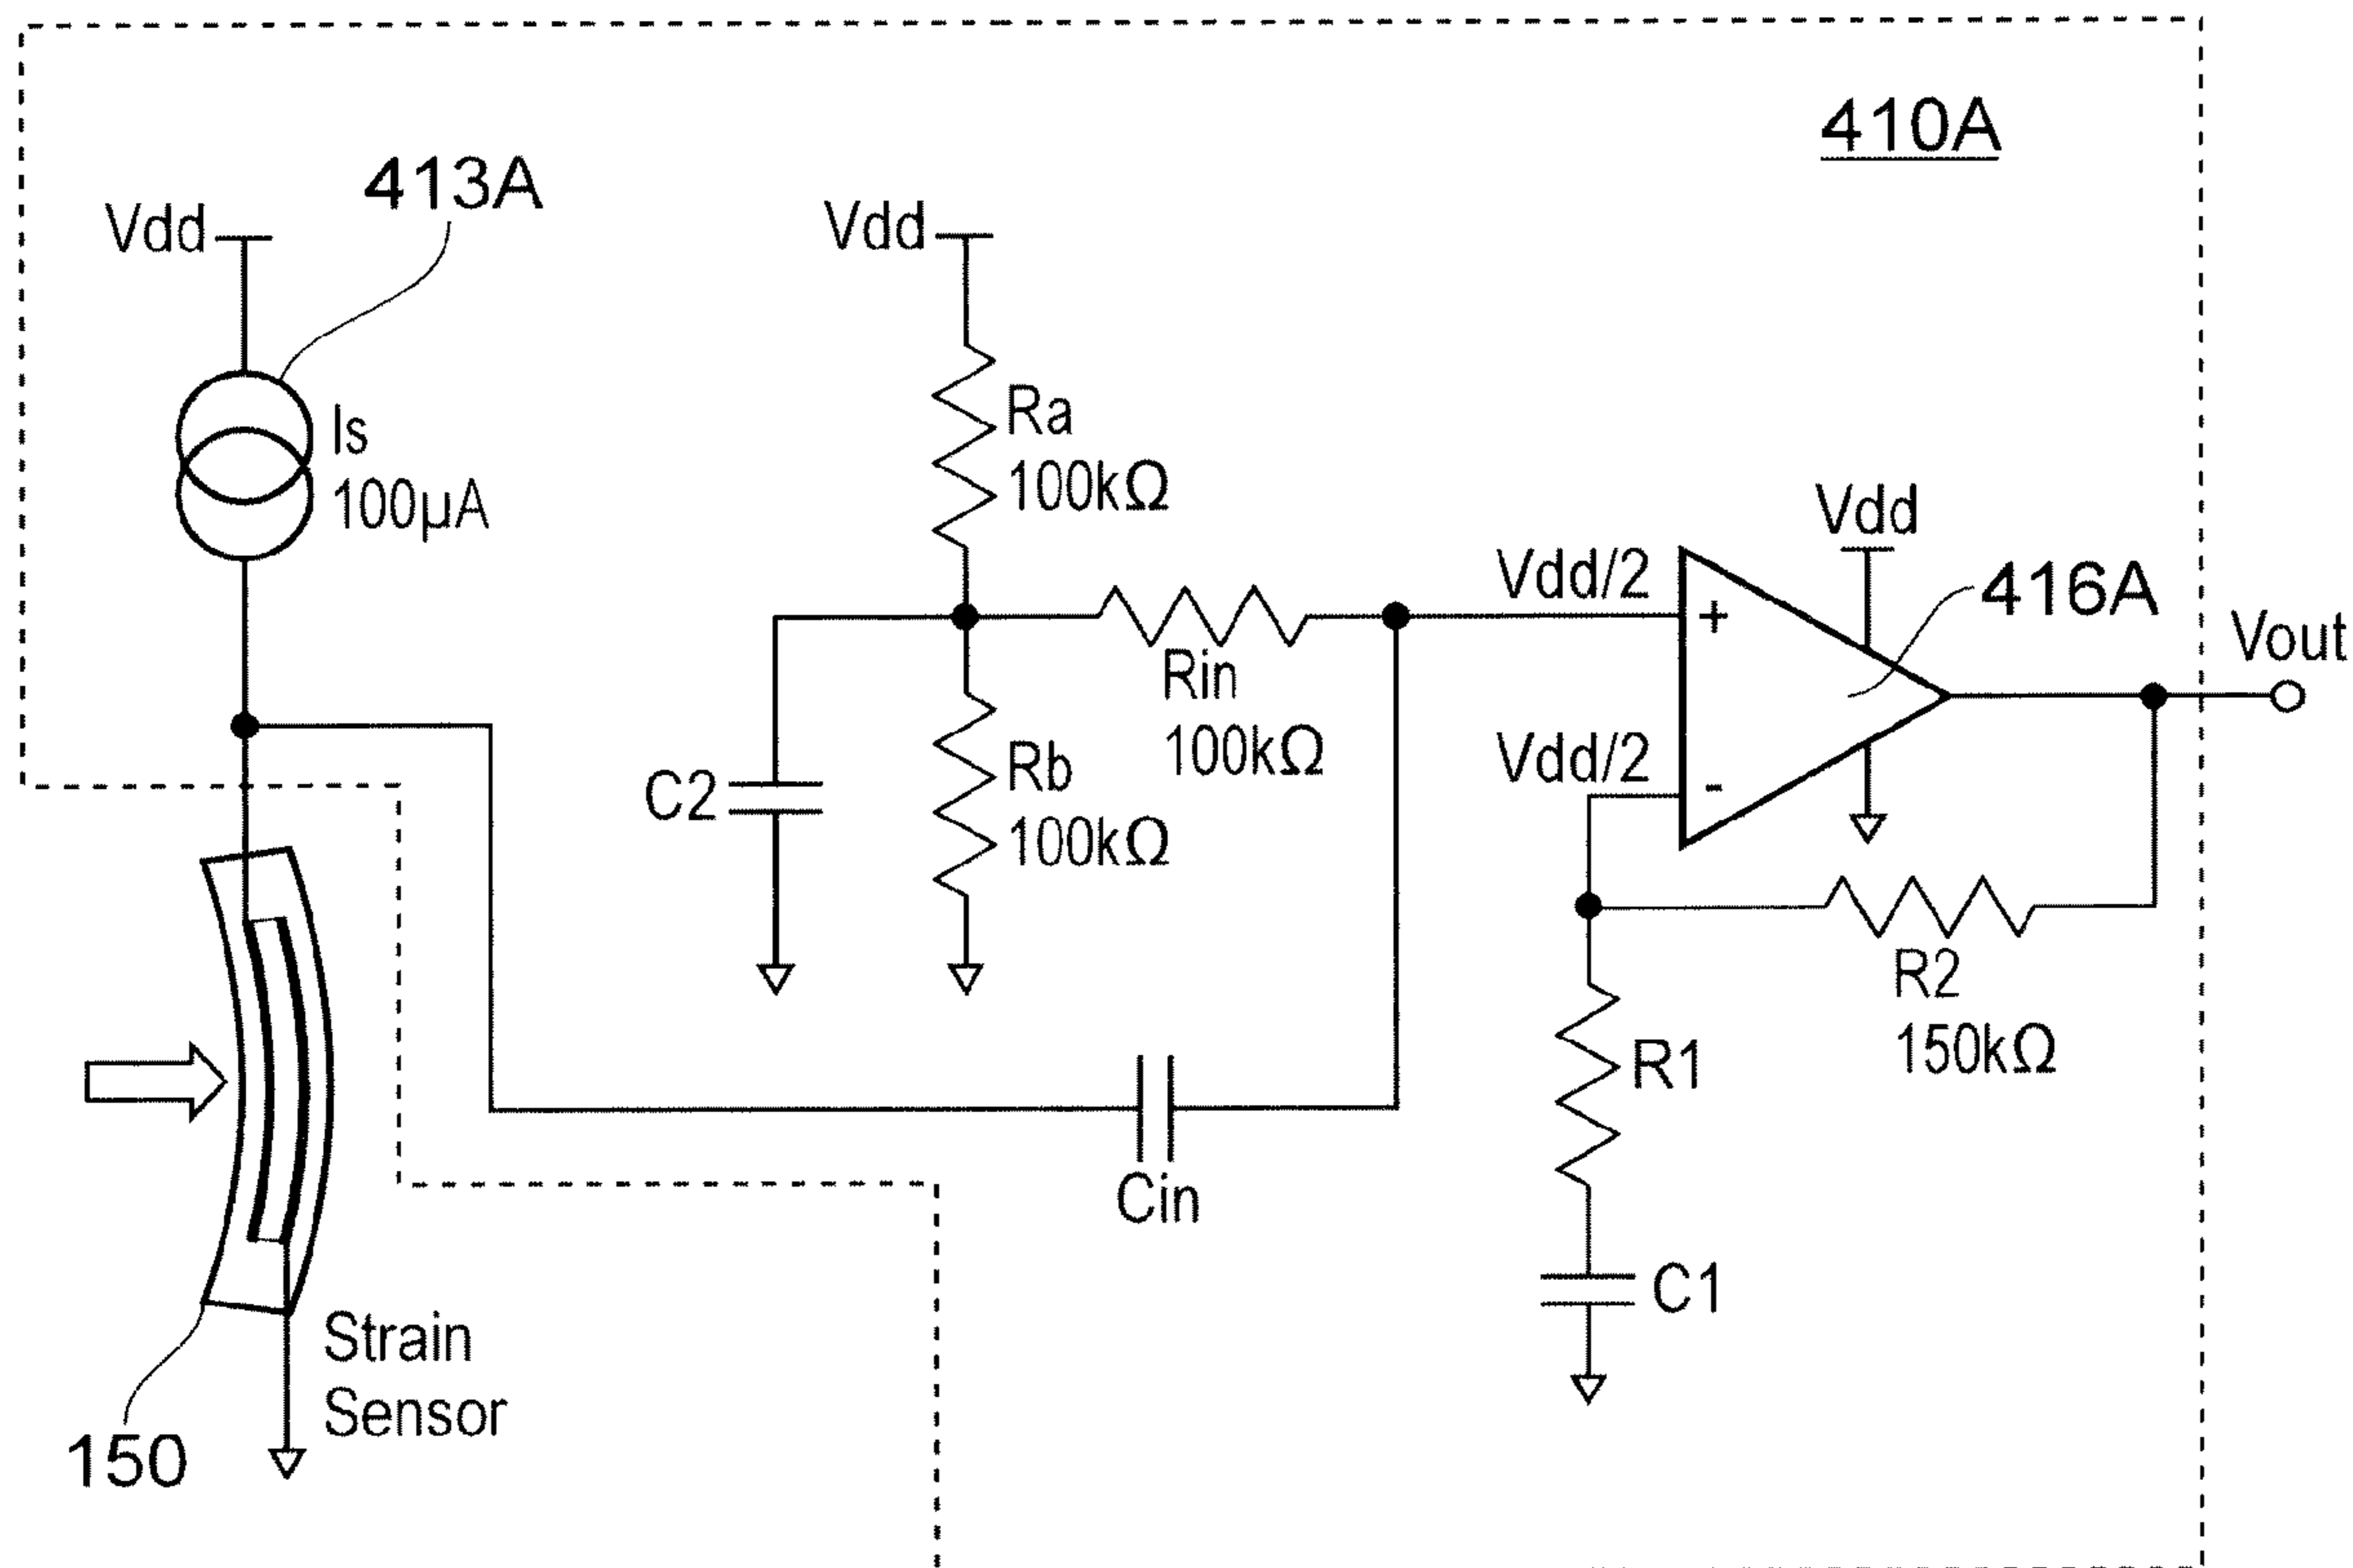 410A
413A
Vdd
Vdd
Is
100µA
Ra
100kΩ
Vdd
Vdd/2
416A
Vout
Rin
100kΩ
Vdd/2
C2
Rb
100kΩ
+
-
R2
150kΩ
R1
Cin
C1
Strain
Sensor
150